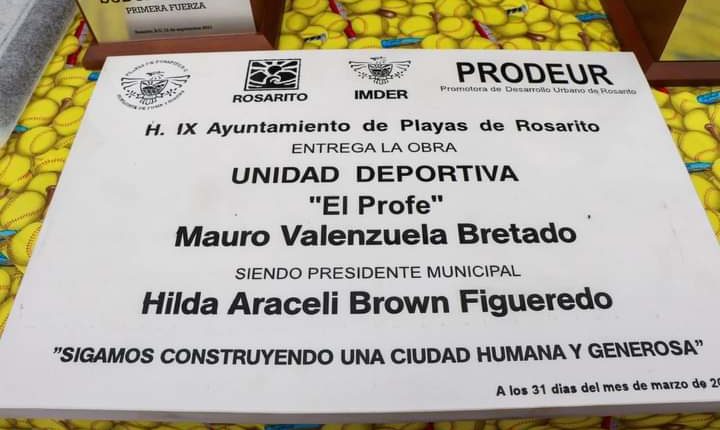 PRIMERA FUERZA
ROSARITO
IMDER
PRODEUR
Promotora de Desarrollo Urbano de Rosarito
H. IX Ayuntamiento de Playas de Rosarito
ENTREGA LA OBRA
UNIDAD DEPORTIVA
"El Profe"
Mauro Valenzuela Bretado
SIENDO PRESIDENTE MUNICIPAL
Hilda Araceli Brown Figueredo
"SIGAMOS CONSTRUYENDO UNA CIUDAD HUMANA Y GENEROSA"
A los 31 dias del mes de marzo de